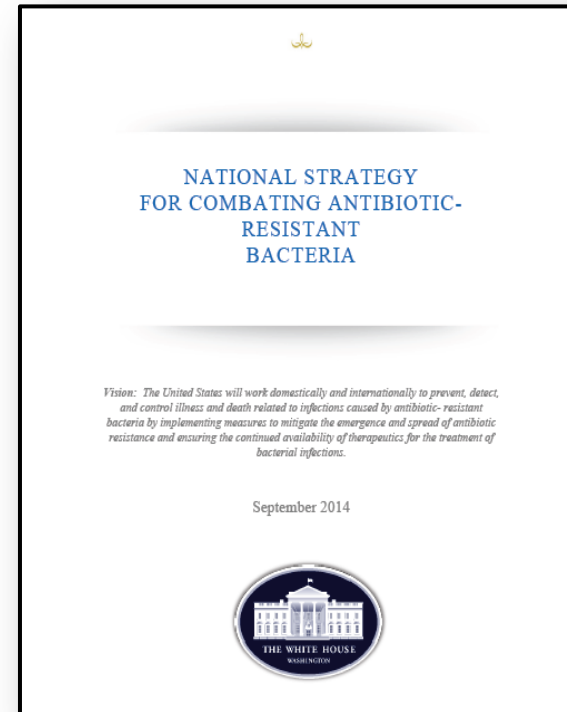 NATIONAL STRATEGY
FOR COMBATING ANTIBIOTIC-
RESISTANT
BACTERIA
Vision: The United States will work domestically and internationally to prevent, detect,
and control illness and death related to infections caused by antibiotic- resistant
bacteria by implementing measures to mitigate the emergence and spread of antibiotic
resistance and ensuring the continued availability of therapeutics for the treatment of
bacterial infections.
September 2014
THE WHITE HOUSE
WASHINGTON